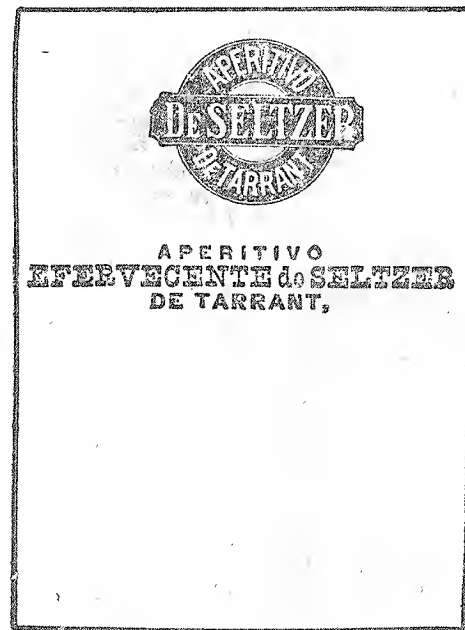 APERITIVO
DE SELTZER
DE TARRANT
APERITIVO
EFERVECENTE de SELTZER
DE TARRANT,